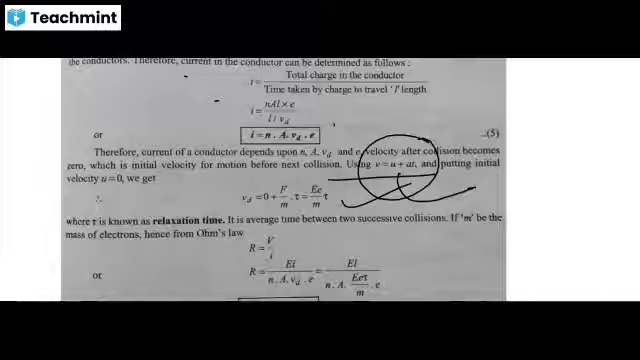 Teachmint
the conductors. Therefore, current in the conductor can be determined as follows :
i = Total charge in the conductor / Time taken by charge to travel 'l' length
i = nAl × e / l / v_d
or i = n . A. v_d . e ...(5)
Therefore, current of a conductor depends upon n, A, v_d and e, velocity after collision becomes
zero, which is initial velocity for motion before next collision. Using v = u + at, and putting initial
velocity u = 0, we get
∴ v_d = 0 + F/m . τ = Ee/m τ
where τ is known as relaxation time. It is average time between two successive collisions. If 'm' be the
mass of electrons, hence from Ohm's law
R = V/i
or R = El / n . A. v_d . e = El / n . A. Eeτ/m . e